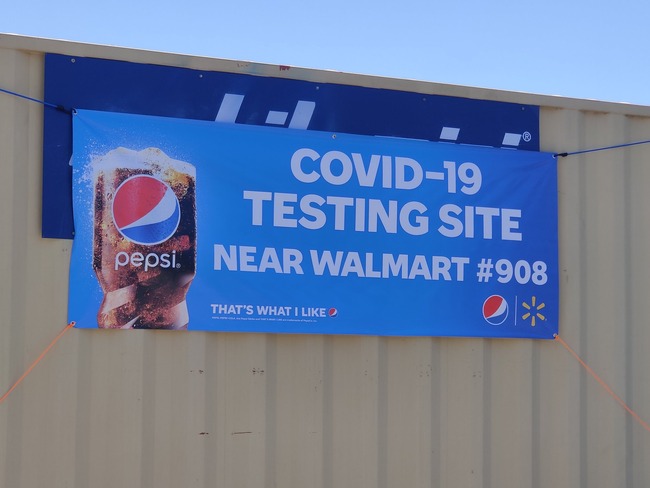 ®
COVID-19
TESTING SITE
NEAR WALMART #908
pepsi
THAT'S WHAT I LIKE